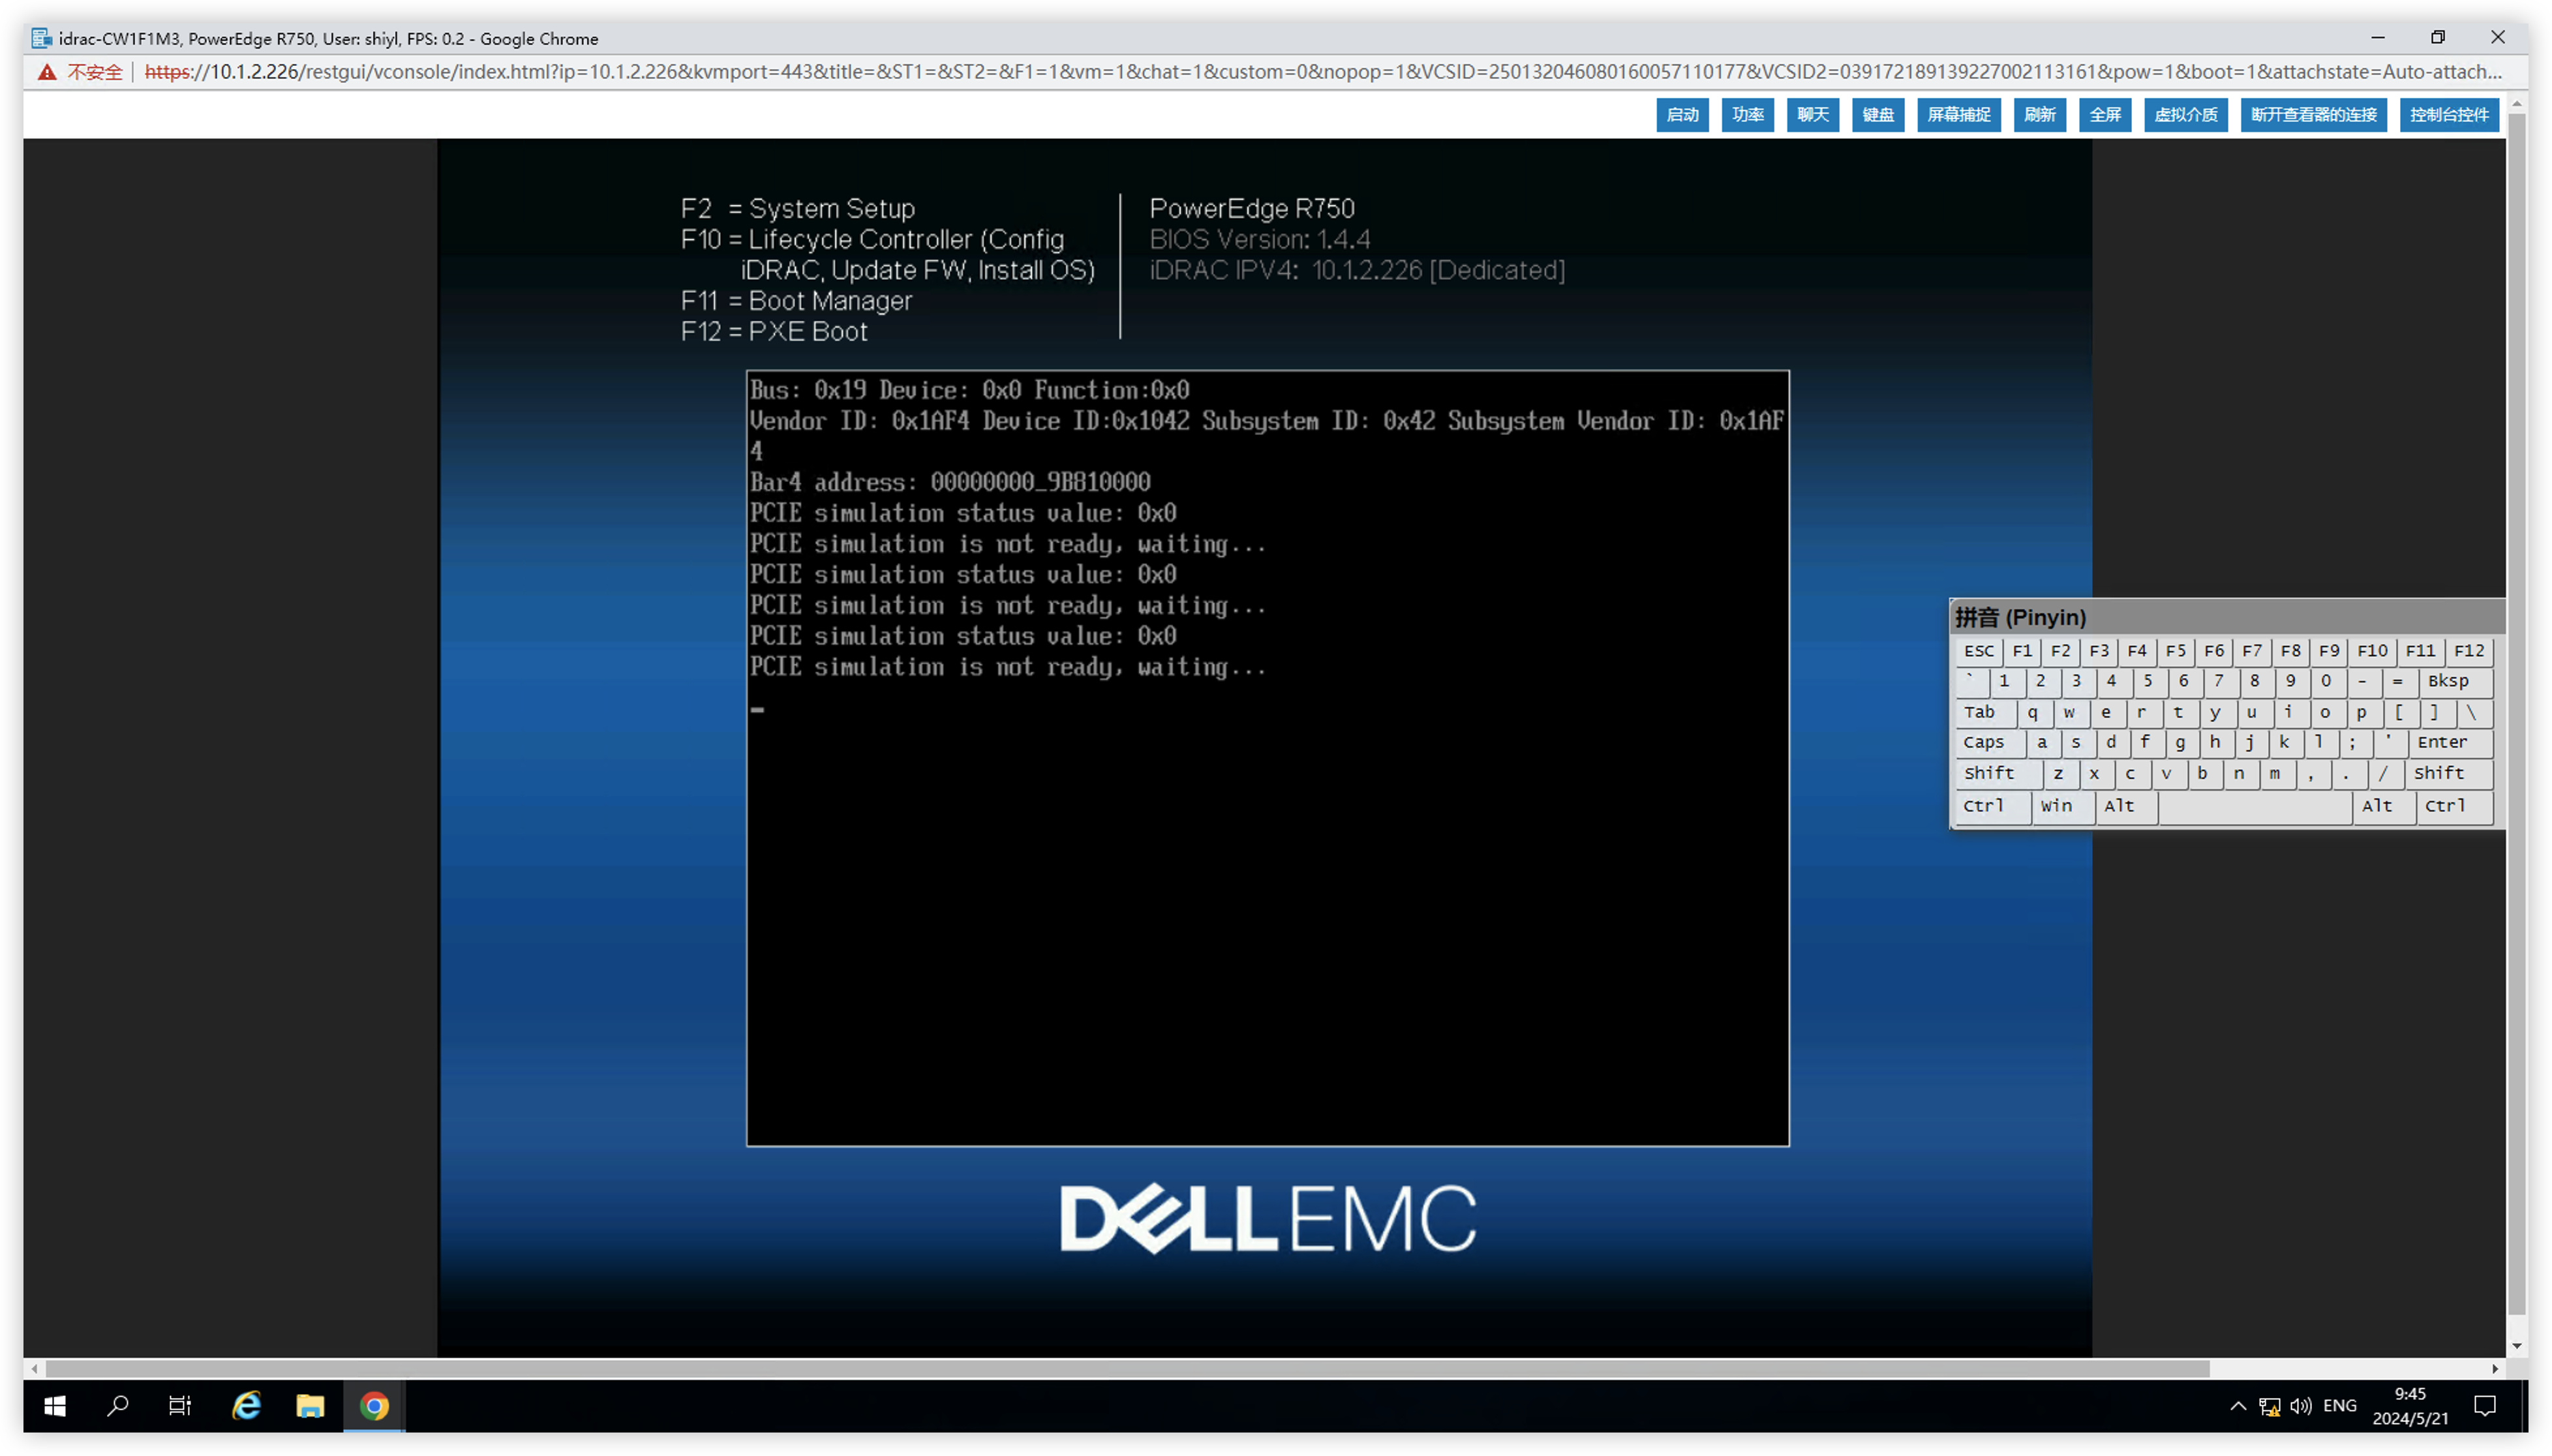 idrac-CW1F1M3, PowerEdge R750, User: shiyl, FPS: 0.2 - Google Chrome
不安全 https://10.1.2.226/restgui/vconsole/index.html?ip=10.1.2.226&kvmport=443&title=&ST1=&ST2=&F1=1&vm=1&chat=1&custom=0&nopop=1&VCSID=250132046080160057110177&VCSID2=039172189139227002113161&pow=1&boot=1&attachstate=Auto-attach...
启动 功率 聊天 键盘 屏幕捕捉 刷新 全屏 虚拟介质 断开查看器的连接 控制台控件
F2 = System Setup
F10 = Lifecycle Controller (Config
iDRAC, Update FW, Install OS)
F11 = Boot Manager
F12 = PXE Boot
PowerEdge R750
BIOS Version: 1.4.4
iDRAC IPV4: 10.1.2.226 [Dedicated]
Bus: 0x19 Device: 0x0 Function:0x0
Vendor ID: 0x1AF4 Device ID:0x1042 Subsystem ID: 0x42 Subsystem Vendor ID: 0x1AF
4
Bar4 address: 00000000_9B810000
PCIE simulation status value: 0x0
PCIE simulation is not ready, waiting...
PCIE simulation status value: 0x0
PCIE simulation is not ready, waiting...
PCIE simulation status value: 0x0
PCIE simulation is not ready, waiting...
拼音 (Pinyin)
ESC F1 F2 F3 F4 F5 F6 F7 F8 F9 F10 F11 F12
` 1 2 3 4 5 6 7 8 9 0 - = Bksp
Tab q w e r t y u i o p [ ] \
Caps a s d f g h j k l ; ' Enter
Shift z x c v b n m , . / Shift
Ctrl Win Alt Alt Ctrl
DELLEMC
ENG
9:45
2024/5/21